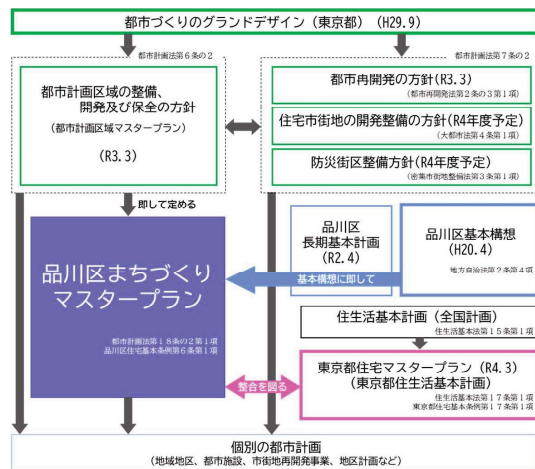 都市づくりのグランドデザイン（東京都）（H29.9）
都市計画法第６条の２
都市計画法第７条の２
都市計画区域の整備、
開発及び保全の方針
（都市計画区域マスタープラン）
（R3.3）
都市再開発の方針（R3.3）
（都市再開発法第２条の３第１項）
住宅市街地の開発整備の方針（R4年度予定）
（大都市法第４条第１項）
防災街区整備方針（R4年度予定）
（密集市街地整備法第３条第１項）
即して定める
品川区まちづくり
マスタープラン
都市計画法第１８条の２第１項
品川区住宅基本条例第６条第１項
品川区
長期基本計画
（R2.4）
品川区基本構想
（H20.4）
地方自治法第２条第４項
基本構想に即して
住生活基本計画（全国計画）
住生活基本法第１５条第１項
整合を図る
東京都住宅マスタープラン（R4.3）
（東京都住生活基本計画）
住生活基本法第１７条第１項
東京都住宅基本条例第１７条第１項
個別の都市計画
（地域地区、都市施設、市街地再開発事業、地区計画など）